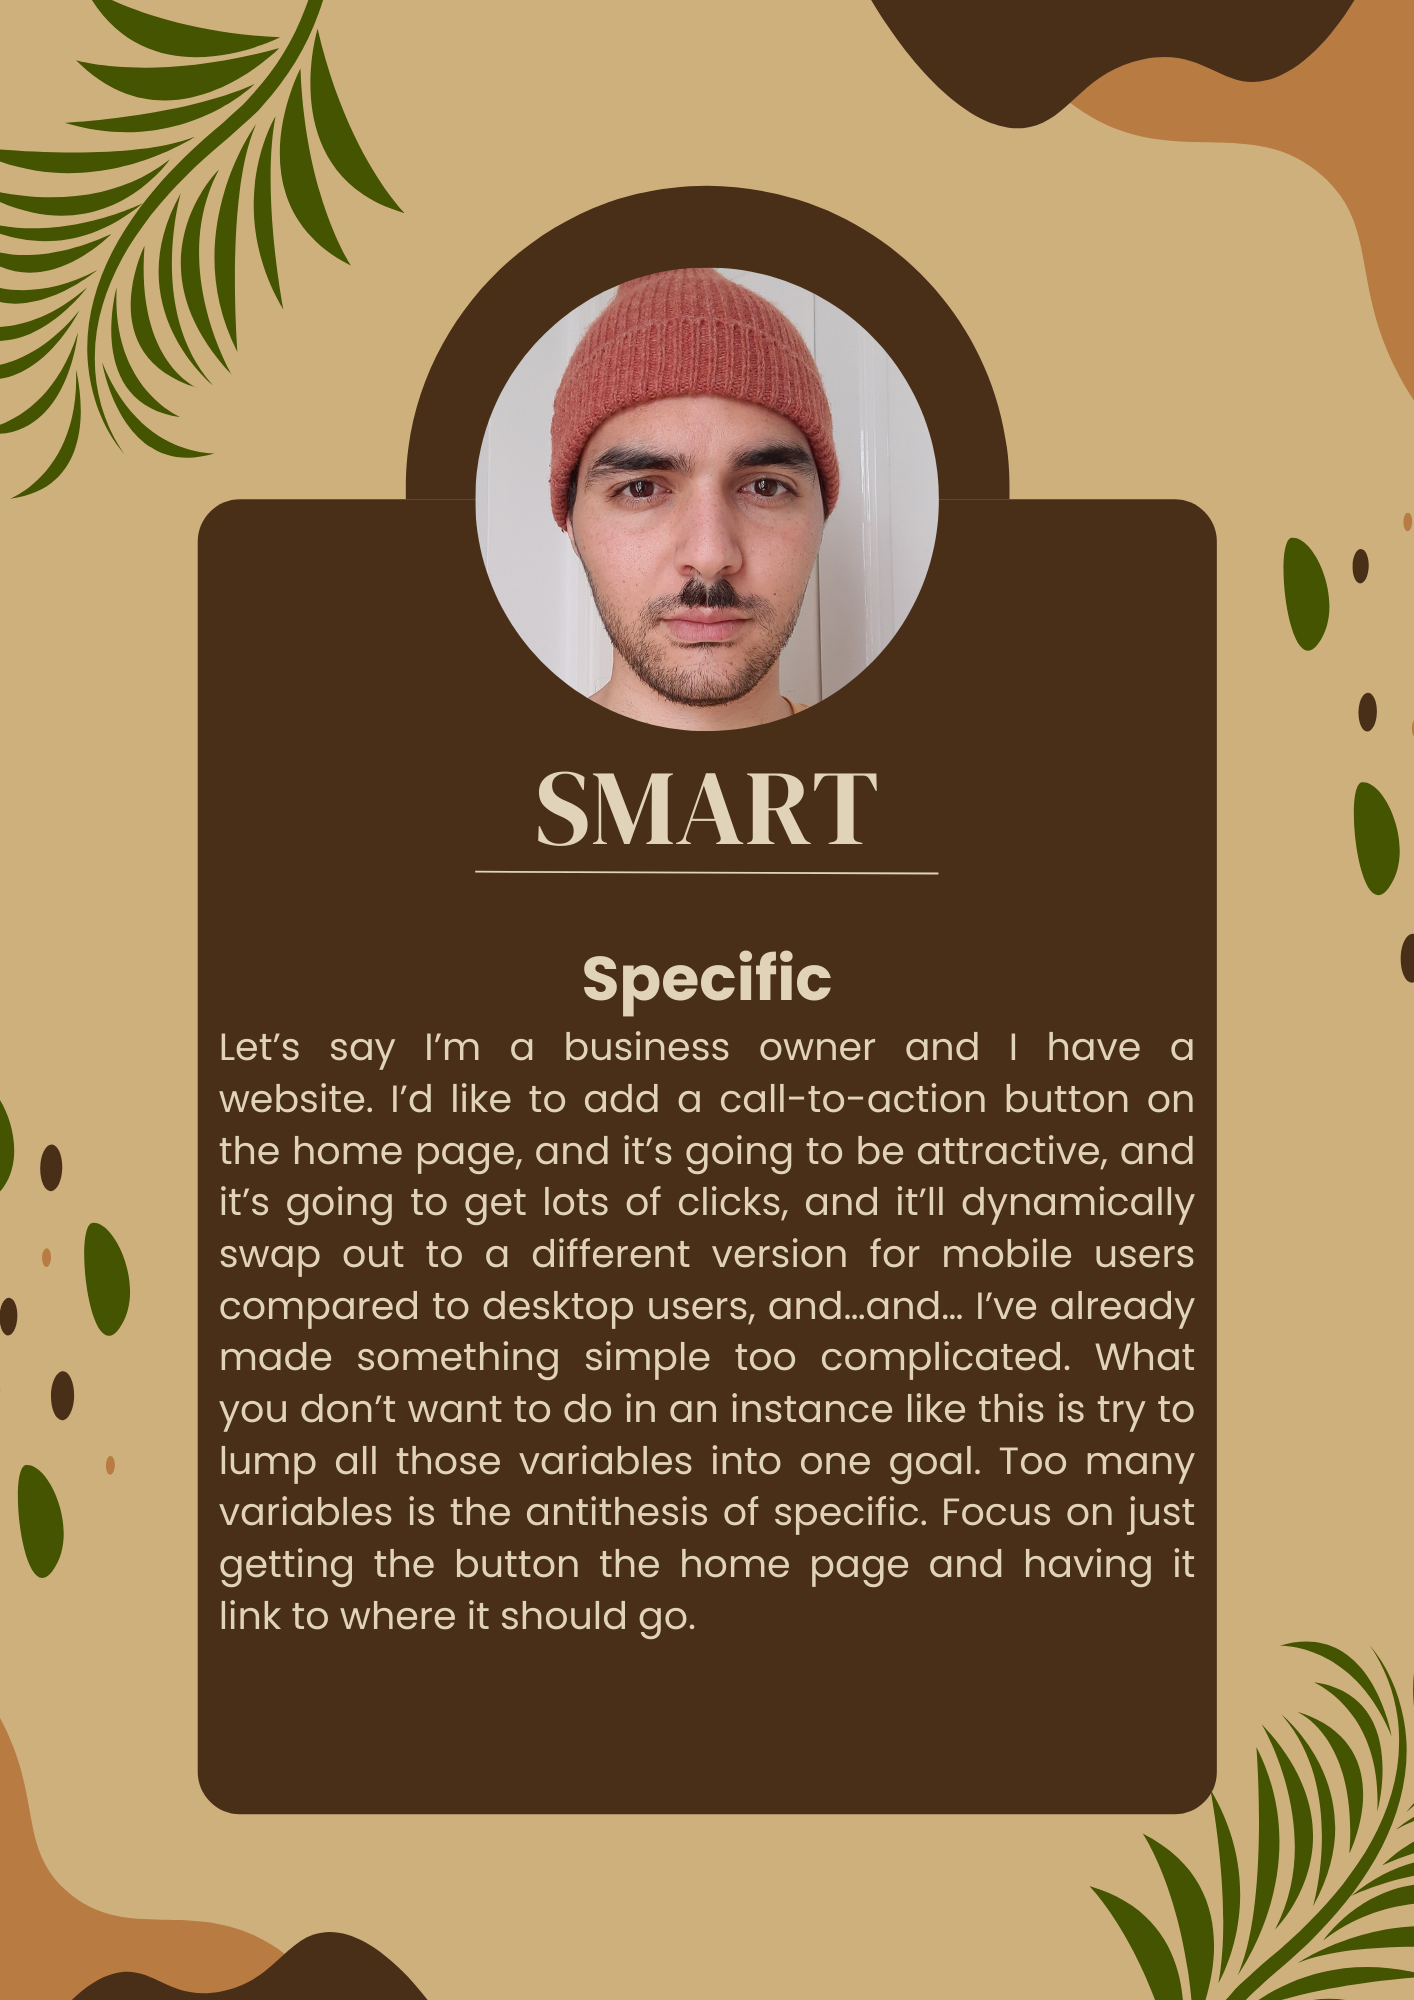 SMART
Specific
Let’s say I’m a business owner and I have a
website. I’d like to add a call-to-action button on
the home page, and it’s going to be attractive, and
it’s going to get lots of clicks, and it’ll dynamically
swap out to a different version for mobile users
compared to desktop users, and…and… I’ve already
made something simple too complicated. What
you don’t want to do in an instance like this is try to
lump all those variables into one goal. Too many
variables is the antithesis of specific. Focus on just
getting the button the home page and having it
link to where it should go.